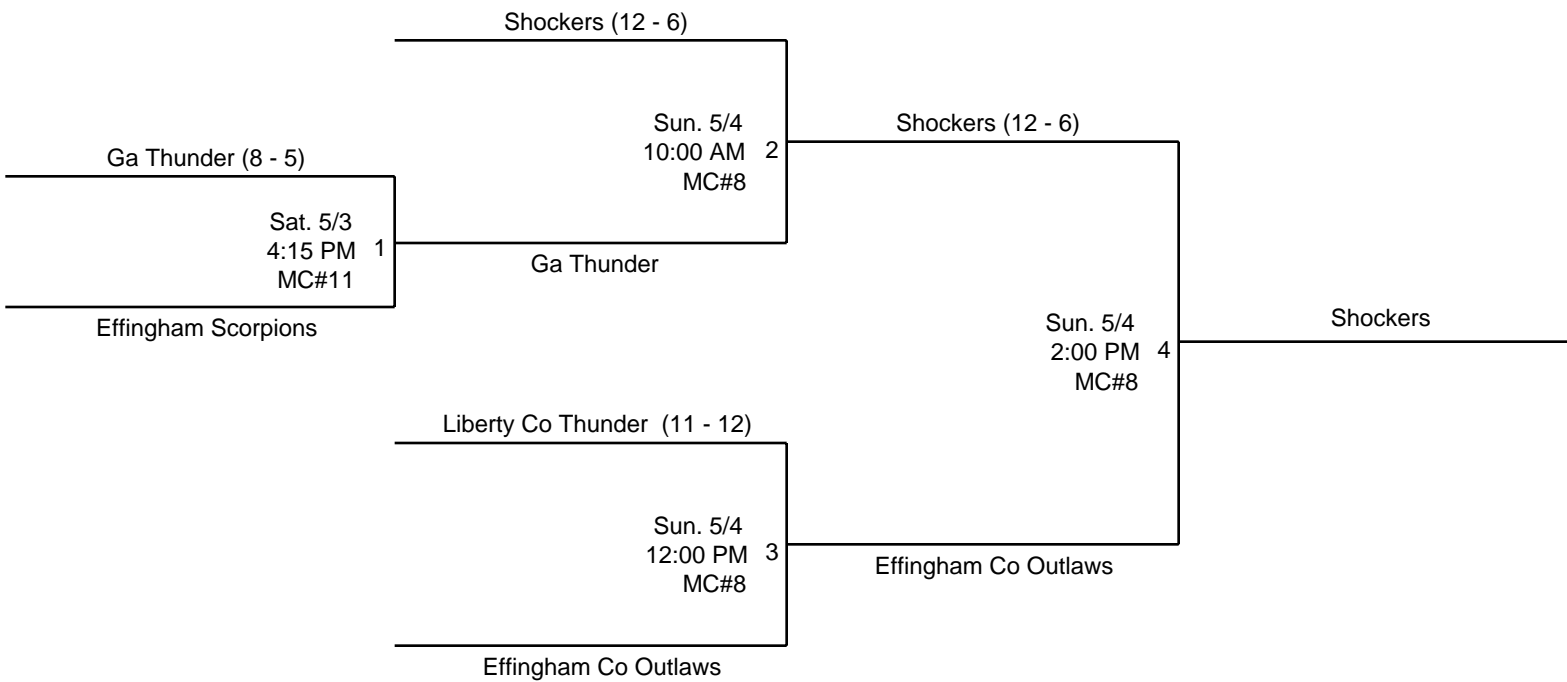 Shockers (12 - 6)
Sun. 5/4
10:00 AM 2
MC#8
Shockers (12 - 6)
Ga Thunder (8 - 5)
Sat. 5/3
4:15 PM 1
MC#11
Ga Thunder
Effingham Scorpions
Sun. 5/4
2:00 PM 4
MC#8
Shockers
Liberty Co Thunder (11 - 12)
Sun. 5/4
12:00 PM 3
MC#8
Effingham Co Outlaws
Effingham Co Outlaws